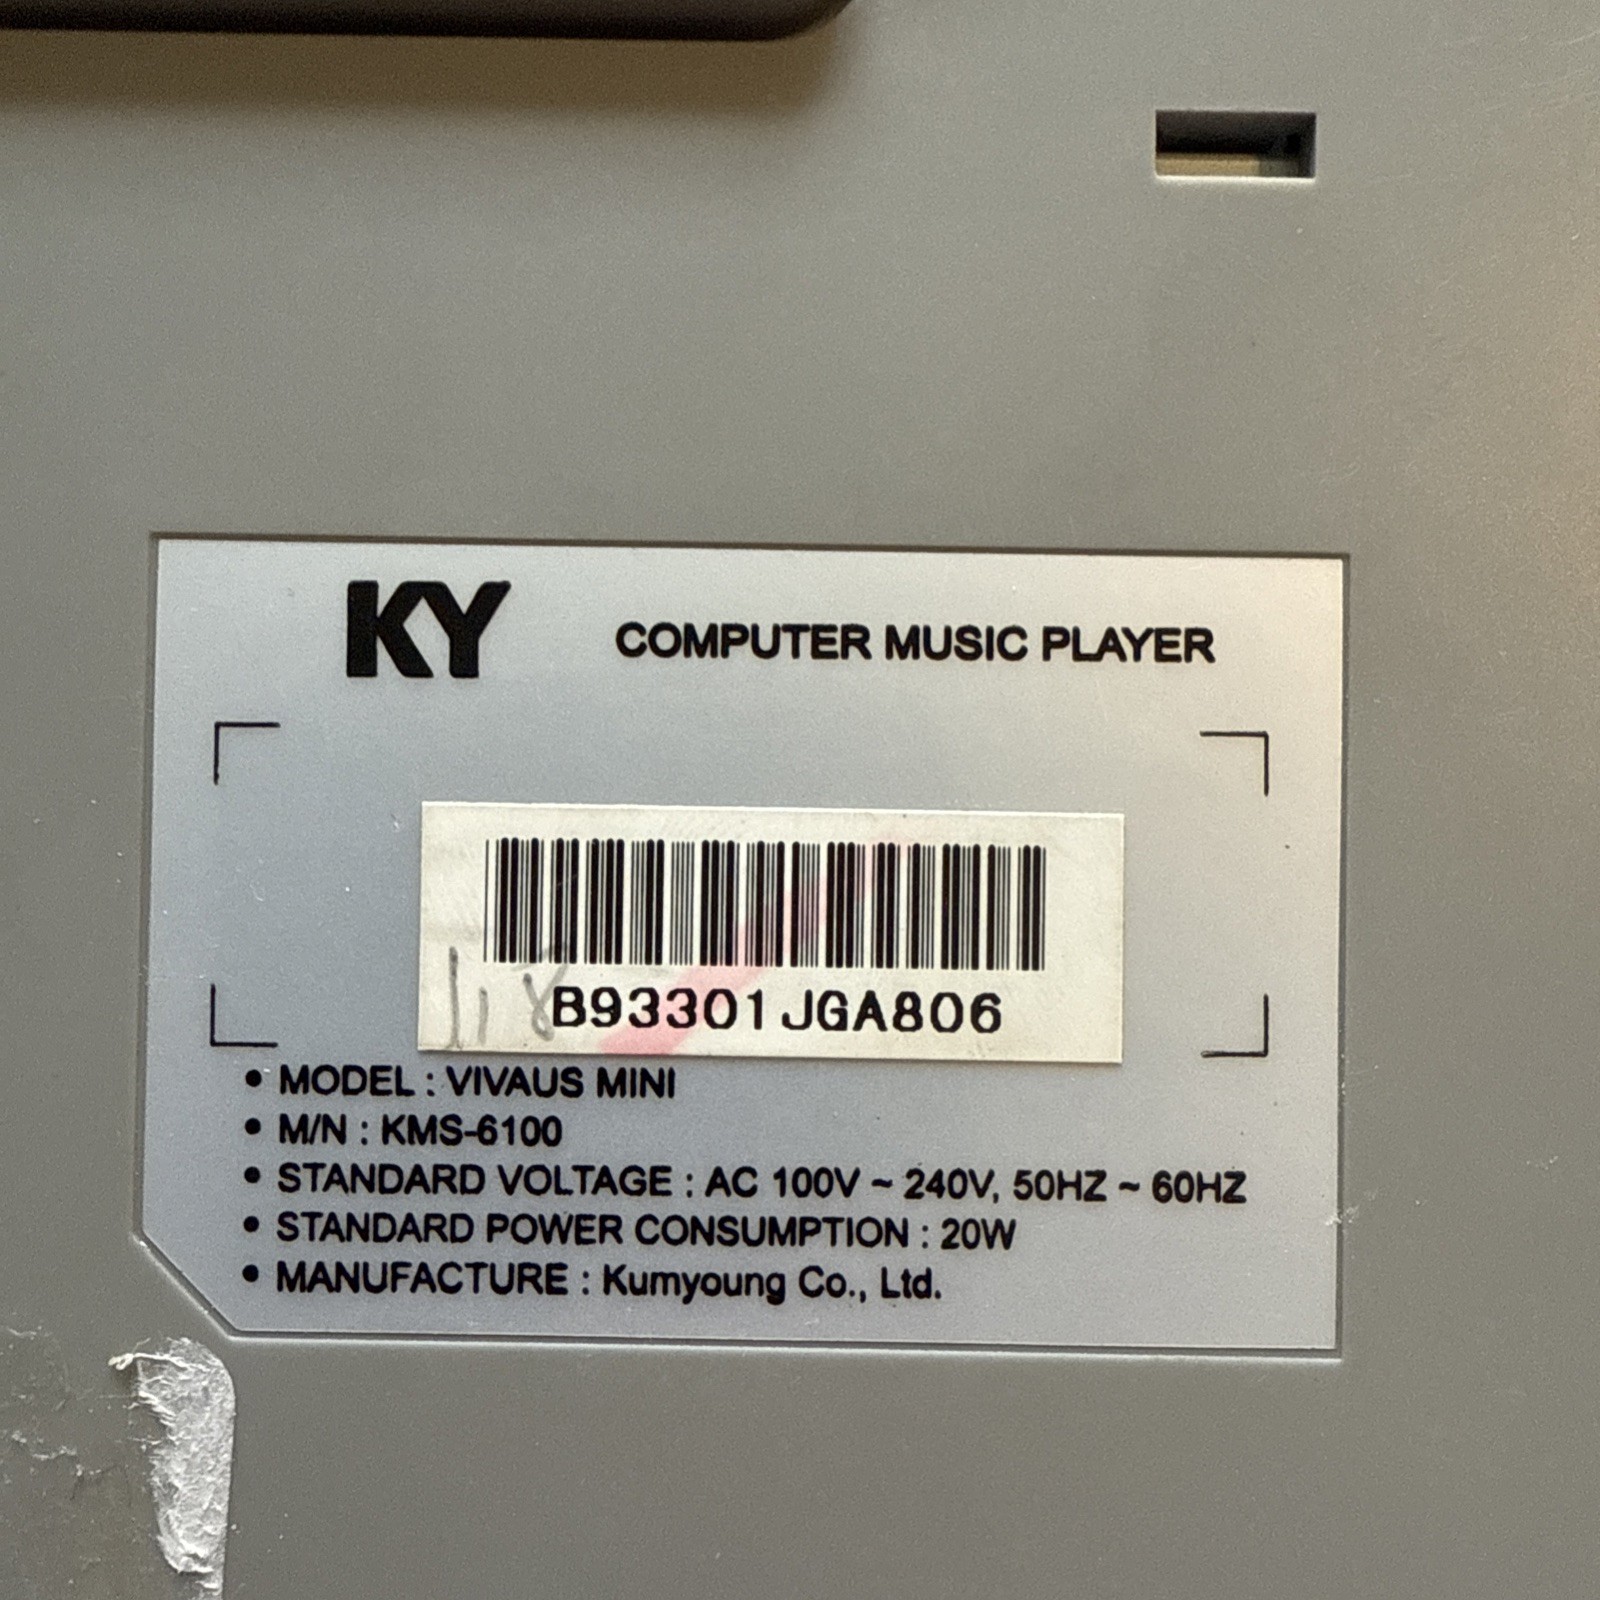 KY COMPUTER MUSIC PLAYER
B93301JGA806
• MODEL : VIVAUS MINI
• M/N : KMS-6100
• STANDARD VOLTAGE : AC 100V ~ 240V, 50HZ ~ 60HZ
• STANDARD POWER CONSUMPTION : 20W
• MANUFACTURE : Kumyoung Co., Ltd.